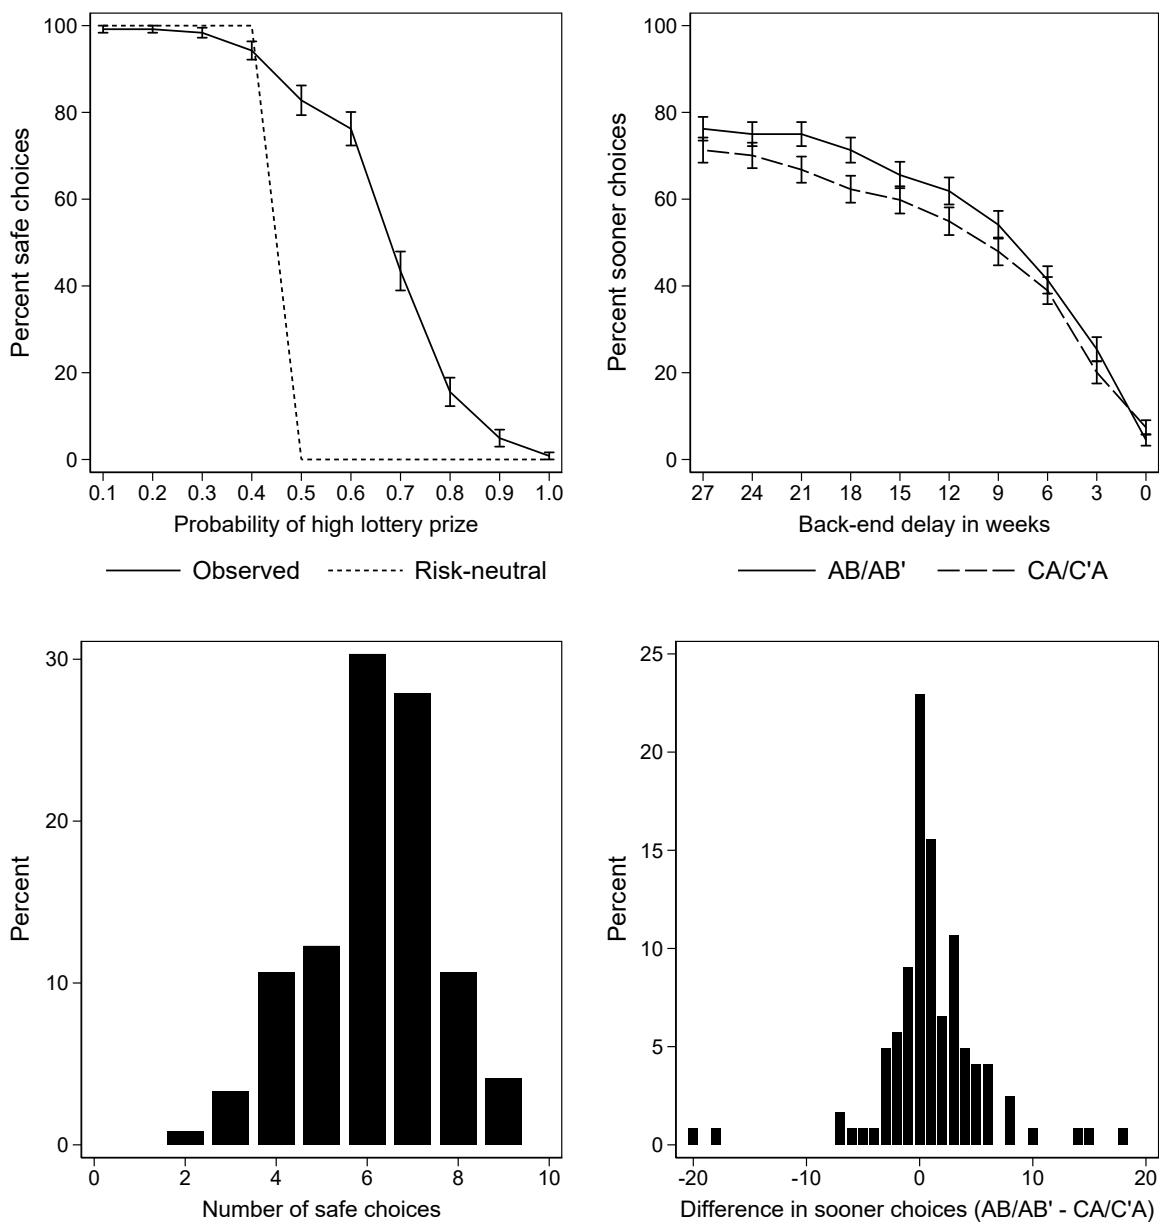 100
80
60
40
20
0
Percent safe choices
0.1 0.2 0.3 0.4 0.5 0.6 0.7 0.8 0.9 1.0
Probability of high lottery prize
Observed Risk-neutral
100
80
60
40
20
0
Percent sooner choices
27 24 21 18 15 12 9 6 3 0
Back-end delay in weeks
AB/AB' CA/C'A
30
20
10
0
Percent
0 2 4 6 8 10
Number of safe choices
25
20
15
10
5
0
Percent
-20 -10 0 10 20
Difference in sooner choices (AB/AB' - CA/C'A)